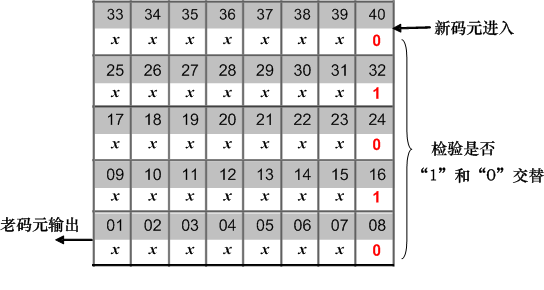 33 34 35 36 37 38 39 40
x x x x x x x 0
新码元进入
25 26 27 28 29 30 31 32
x x x x x x x 1
17 18 19 20 21 22 23 24
x x x x x x x 0
检验是否
“1”和“0”交替
09 10 11 12 13 14 15 16
x x x x x x x 1
老码元输出
01 02 03 04 05 06 07 08
x x x x x x x 0